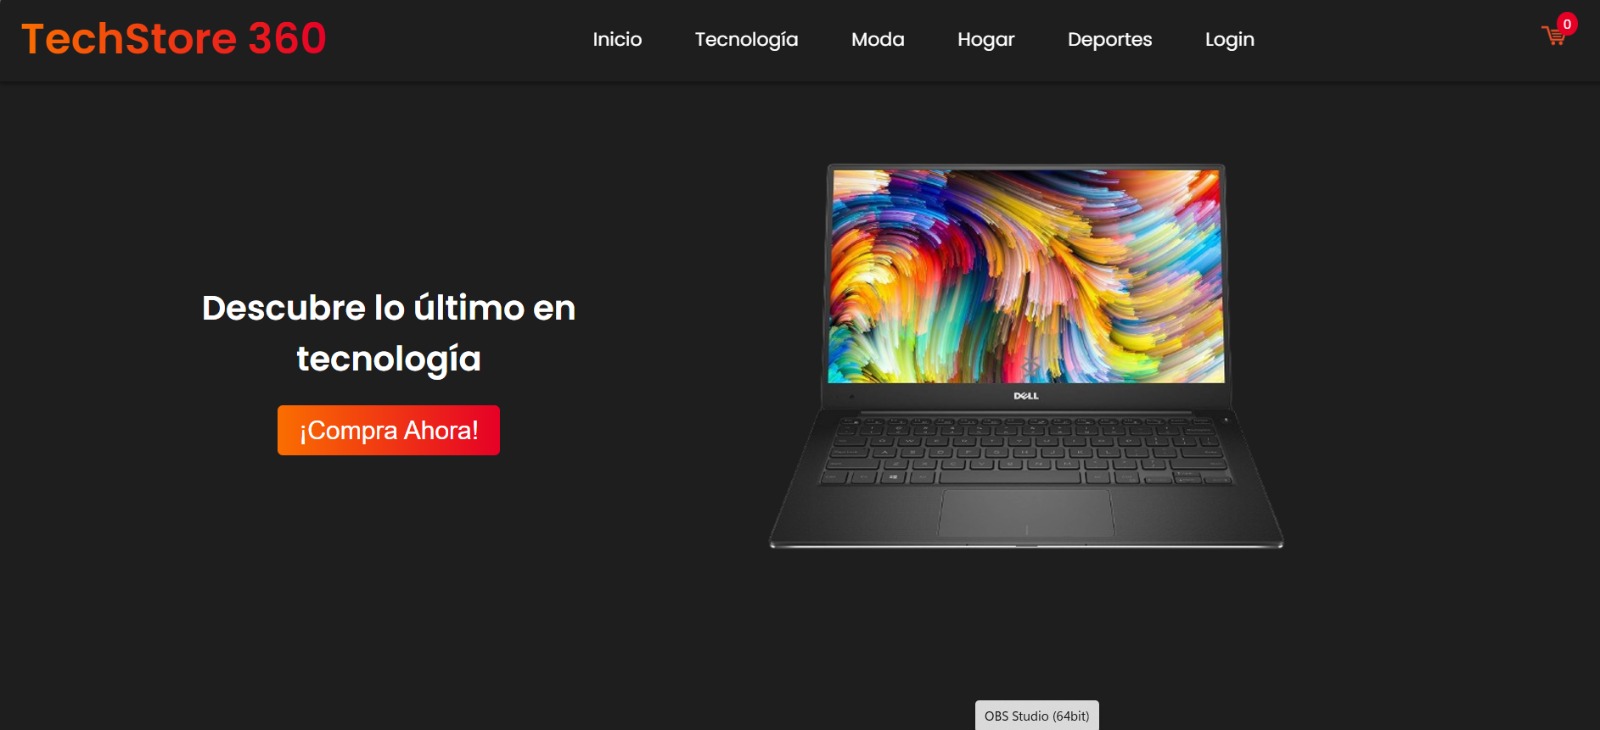 TechStore 360
Inicio
Tecnología
Moda
Hogar
Deportes
Login
0
Descubre lo último en
tecnología
¡Compra Ahora!
DELL
OBS Studio (64bit)